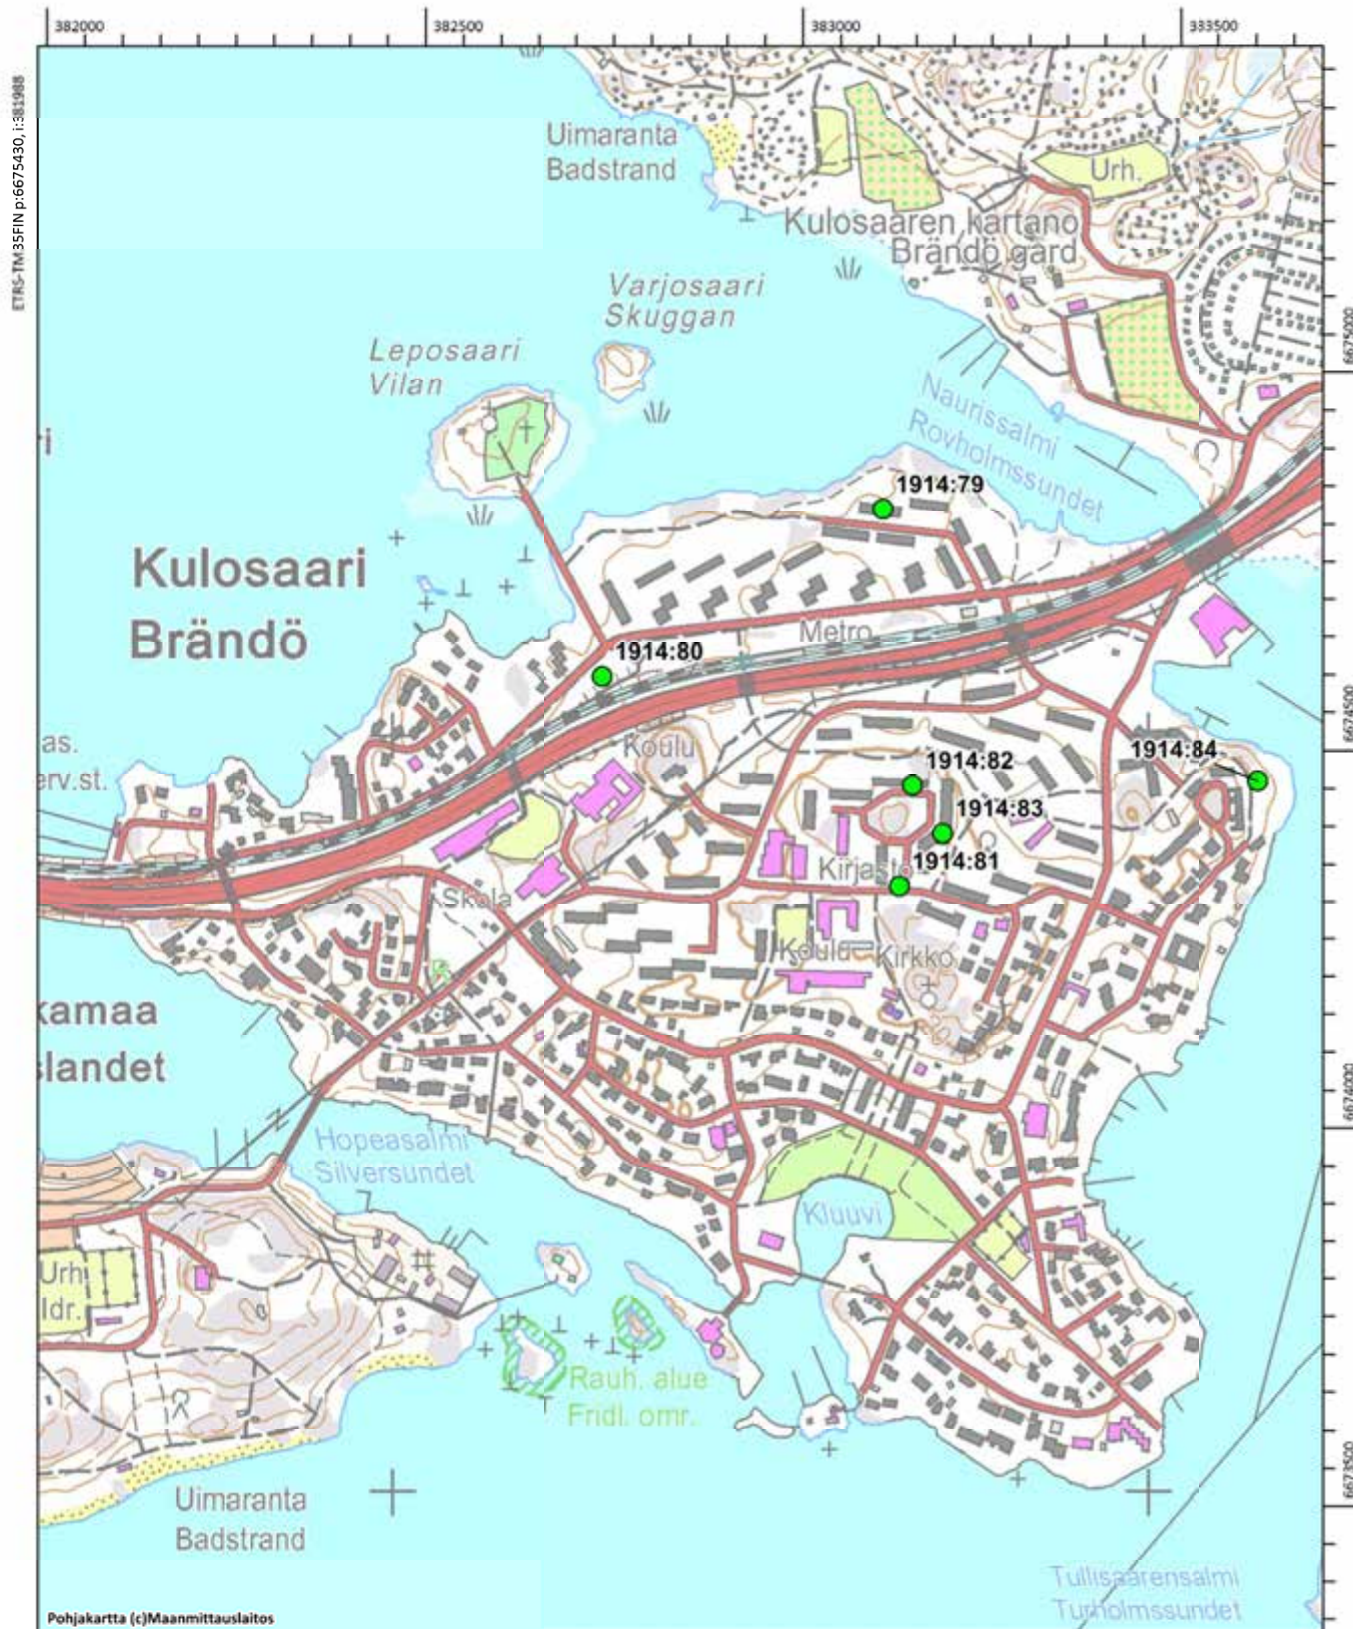 382000
382500
383000
333500
ETRS-TM35FIN p:6675430, i:381988
Uimaranta
Badstrand
Urh.
Kulosaaren kartano
Brändö gård
Varjosaari
Skuggan
6675000
Leposaari
Vilan
Naurissalmi
Rovholmssundet
ri
1914:79
Kulosaari
Brändö
Metro
1914:80
6674500
as.
erv.st.
Koulu
1914:84
1914:82
1914:83
1914:81
Kirjasto
Skola
Koulu
Kirkko
kamaa
slandet
6674000
Hopeasalmi
Silversundet
Kluuvi
Urh.
Idr.
Rauh. alue
Fridl. omr.
6673500
Uimaranta
Badstrand
Tullisaarensalmi
Turholmssundet
Pohjakartta (c)Maanmittauslaitos